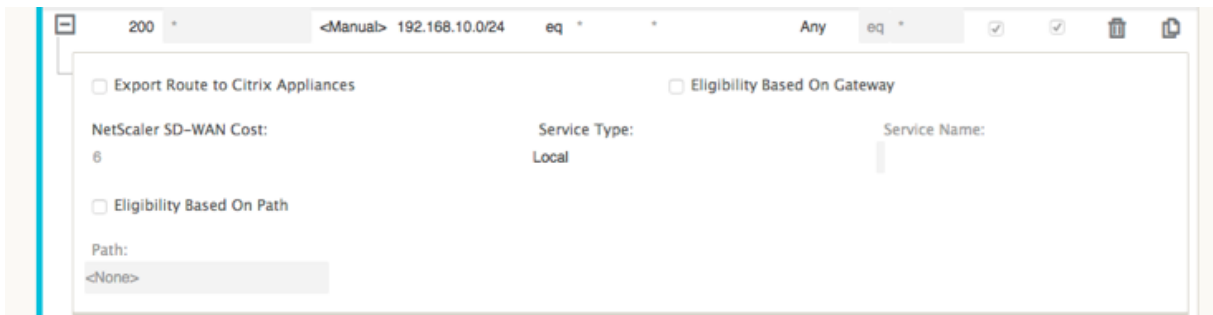 200 * <Manual> 192.168.10.0/24 eq * * Any eq *
Export Route to Citrix Appliances Eligibility Based On Gateway
NetScaler SD-WAN Cost: Service Type: Service Name:
6 Local
Eligibility Based On Path
Path:
<None>